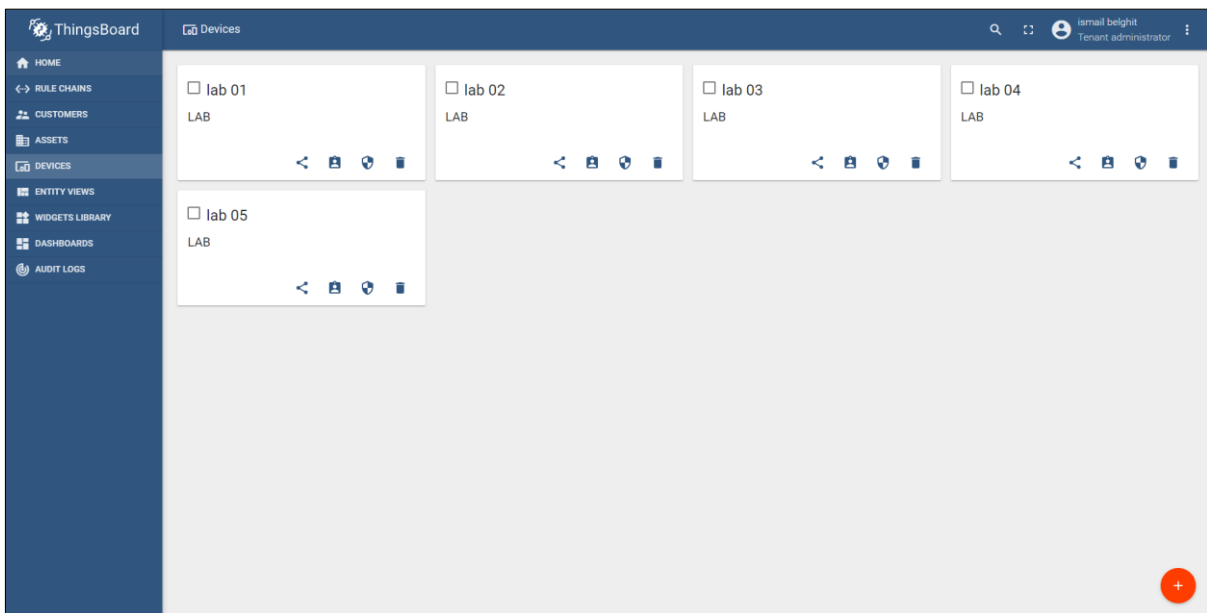 ThingsBoard
Devices
ismail belghit
Tenant administrator
HOME
RULE CHAINS
CUSTOMERS
ASSETS
DEVICES
ENTITY VIEWS
WIDGETS LIBRARY
DASHBOARDS
AUDIT LOGS
lab 01
LAB
lab 02
LAB
lab 03
LAB
lab 04
LAB
lab 05
LAB